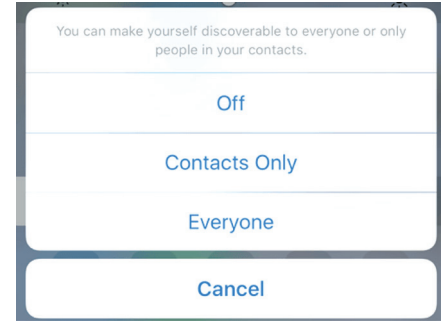 You can make yourself discoverable to everyone or only
people in your contacts.
Off
Contacts Only
Everyone
Cancel